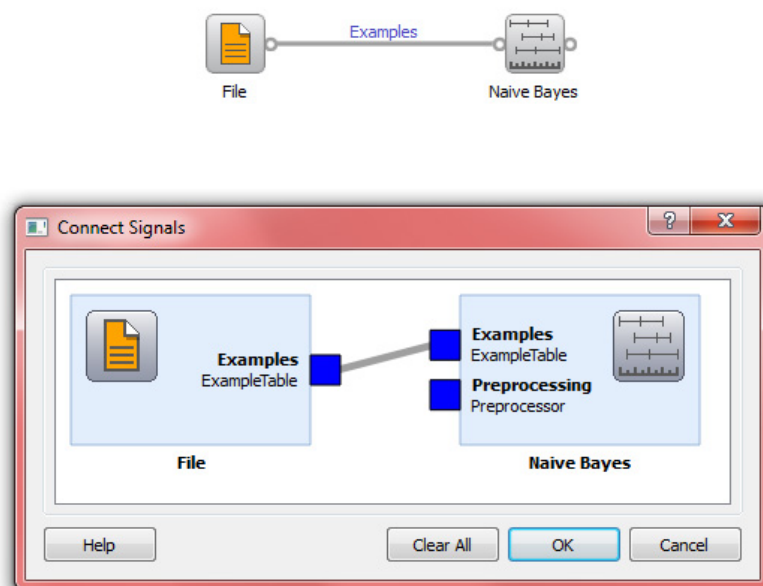 Examples
File
Naive Bayes
Connect Signals
Examples
ExampleTable
File
Examples
ExampleTable
Preprocessing
Preprocessor
Naive Bayes
Help
Clear All
OK
Cancel